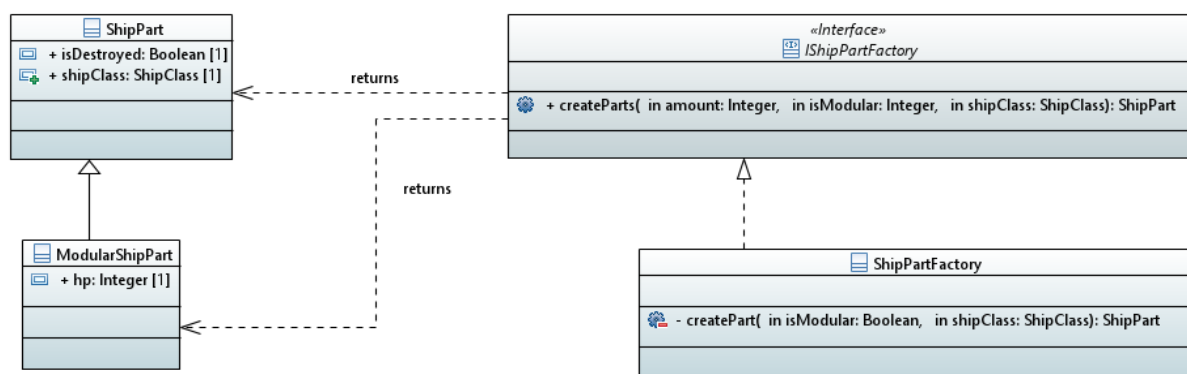 ShipPart
+ isDestroyed: Boolean [1]
+ shipClass: ShipClass [1]
returns
«Interface»
IShipPartFactory
+ createParts( in amount: Integer, in isModular: Integer, in shipClass: ShipClass): ShipPart
returns
ModularShipPart
+ hp: Integer [1]
ShipPartFactory
- createPart( in isModular: Boolean, in shipClass: ShipClass): ShipPart